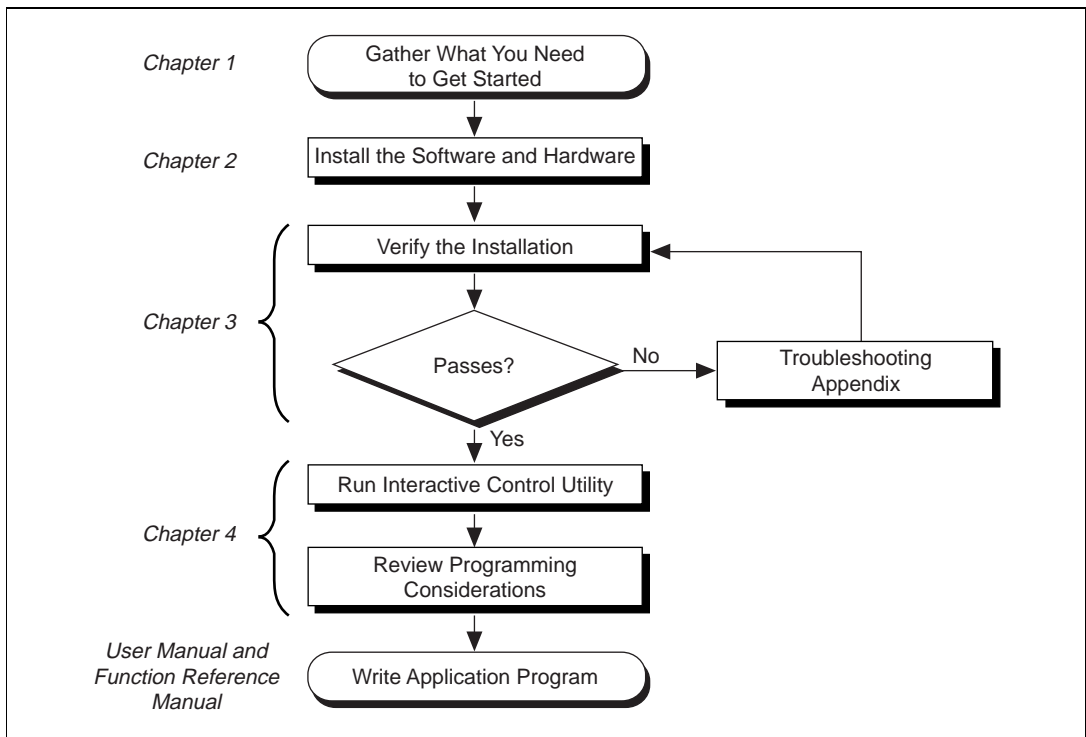 Chapter 1
Gather What You Need
to Get Started
Chapter 2
Install the Software and Hardware
Verify the Installation
Chapter 3
Passes?
No
Troubleshooting
Appendix
Yes
Run Interactive Control Utility
Chapter 4
Review Programming
Considerations
User Manual and
Function Reference
Manual
Write Application Program